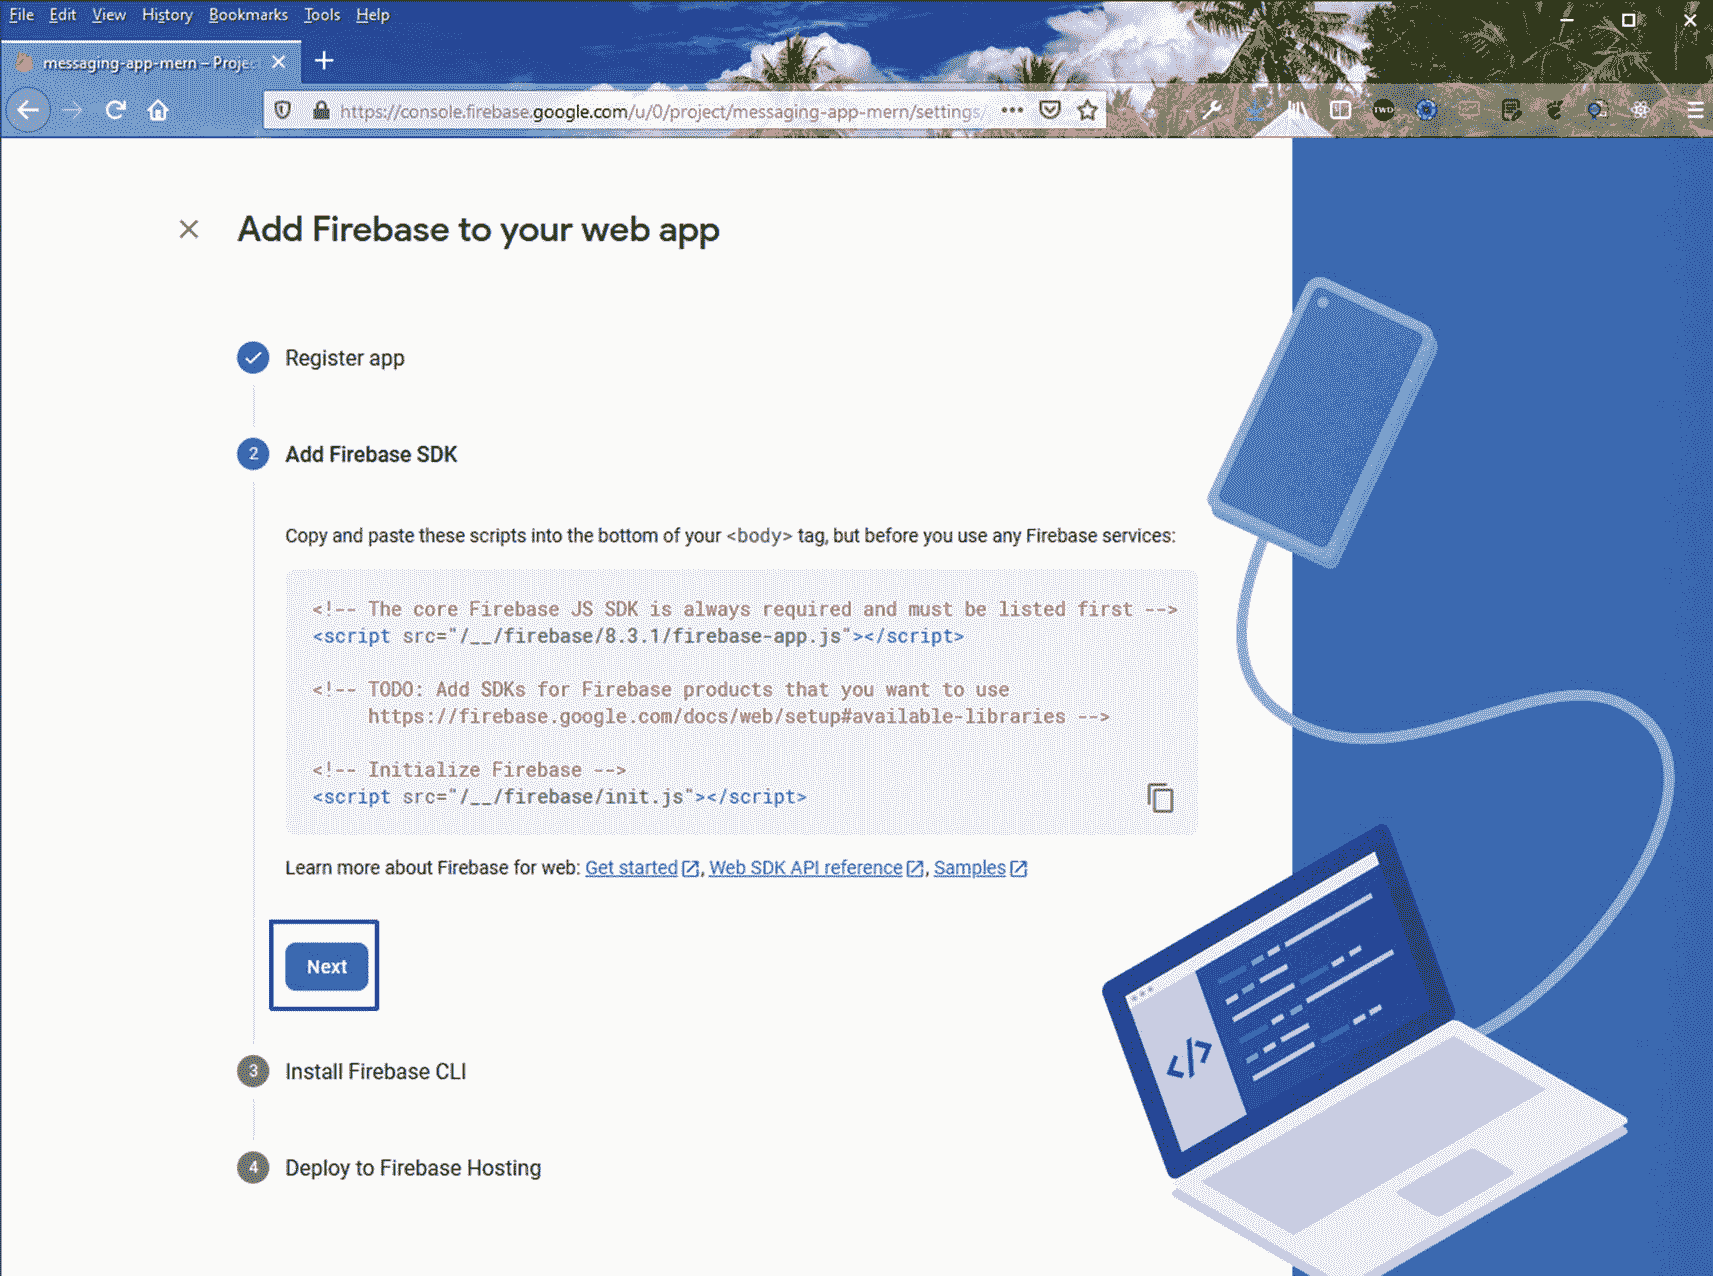 File Edit View History Bookmarks Tools Help
messaging-app-mern – Projec
https://console.firebase.google.com/u/0/project/messaging-app-mern/settings/
TWD
Add Firebase to your web app
Register app
2 Add Firebase SDK
Copy and paste these scripts into the bottom of your <body> tag, but before you use any Firebase services:
<!-- The core Firebase JS SDK is always required and must be listed first -->
<script src="/__/firebase/8.3.1/firebase-app.js"></script>
<!-- TODO: Add SDKs for Firebase products that you want to use
https://firebase.google.com/docs/web/setup#available-libraries -->
<!-- Initialize Firebase -->
<script src="/__/firebase/init.js"></script>
Learn more about Firebase for web: Get started, Web SDK API reference, Samples
Next
3 Install Firebase CLI
4 Deploy to Firebase Hosting
</>